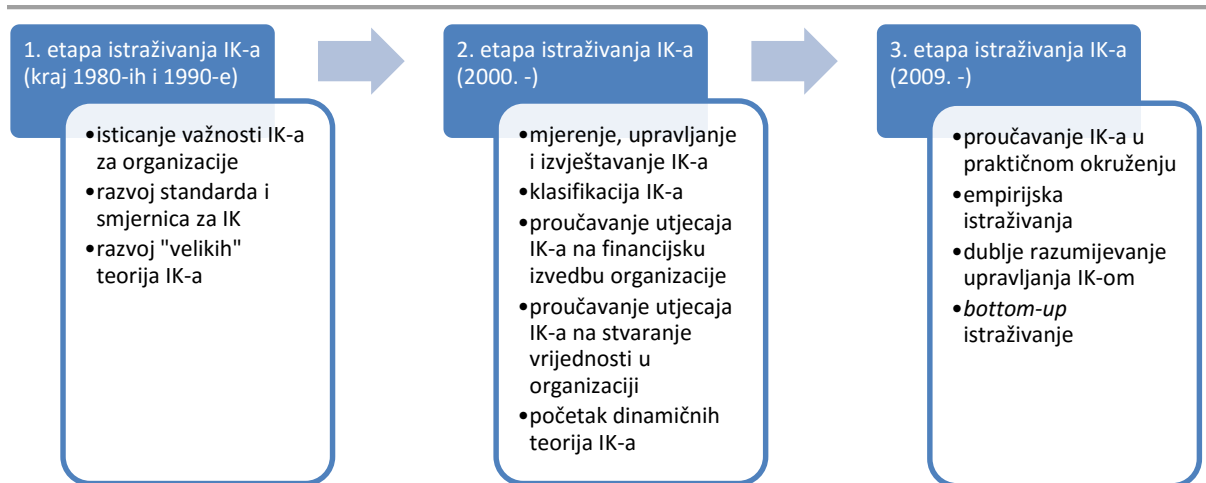 1. etapa istraživanja IK-a
(kraj 1980-ih i 1990-e)
•isticanje važnosti IK-a
za organizacije
•razvoj standarda i
smjernica za IK
•razvoj "velikih"
teorija IK-a
2. etapa istraživanja IK-a
(2000. -)
•mjerenje, upravljanje
i izvještavanje IK-a
•klasifikacija IK-a
•proučavanje utjecaja
IK-a na financijsku
izvedbu organizacije
•proučavanje utjecaja
IK-a na stvaranje
vrijednosti u
organizaciji
•početak dinamičnih
teorija IK-a
3. etapa istraživanja IK-a
(2009. -)
•proučavanje IK-a u
praktičnom okruženju
•empirijska
istraživanja
•dublje razumijevanje
upravljanja IK-om
•bottom-up
istraživanje